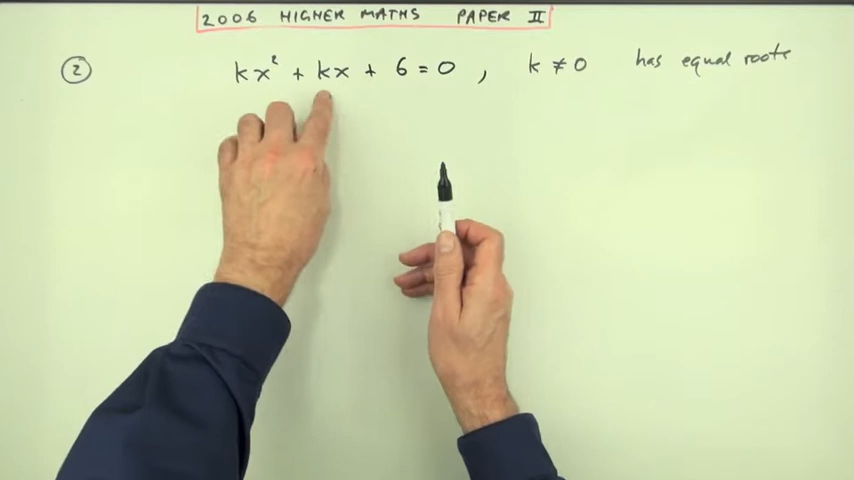 2006 HIGHER MATHS PAPER II
② kx² + kx + 6 = 0 , k ≠ 0 has equal roots